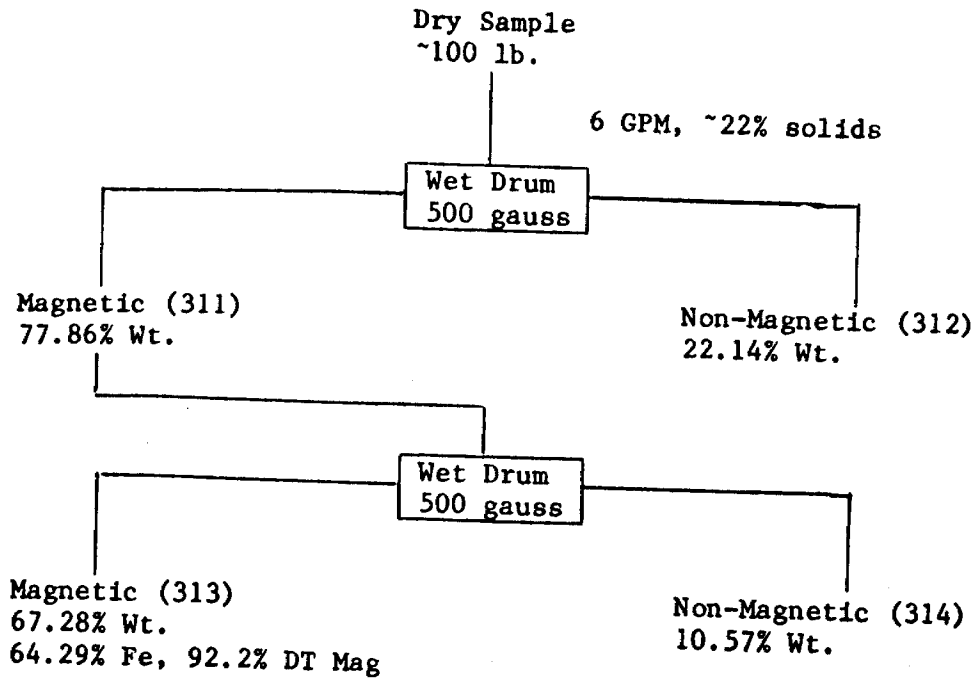 Dry Sample
~100 lb.
6 GPM, ~22% solids
Wet Drum
500 gauss
Magnetic (311)
77.86% Wt.
Non-Magnetic (312)
22.14% Wt.
Wet Drum
500 gauss
Magnetic (313)
67.28% Wt.
64.29% Fe, 92.2% DT Mag
Non-Magnetic (314)
10.57% Wt.